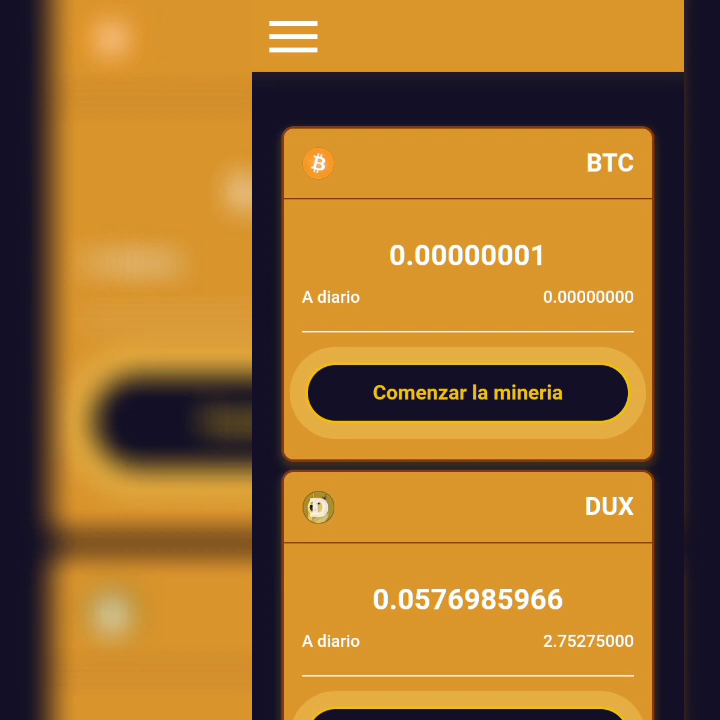 BTC
0.00000001
A diario 0.00000000
Comenzar la mineria
DUX
0.0576985966
A diario 2.75275000